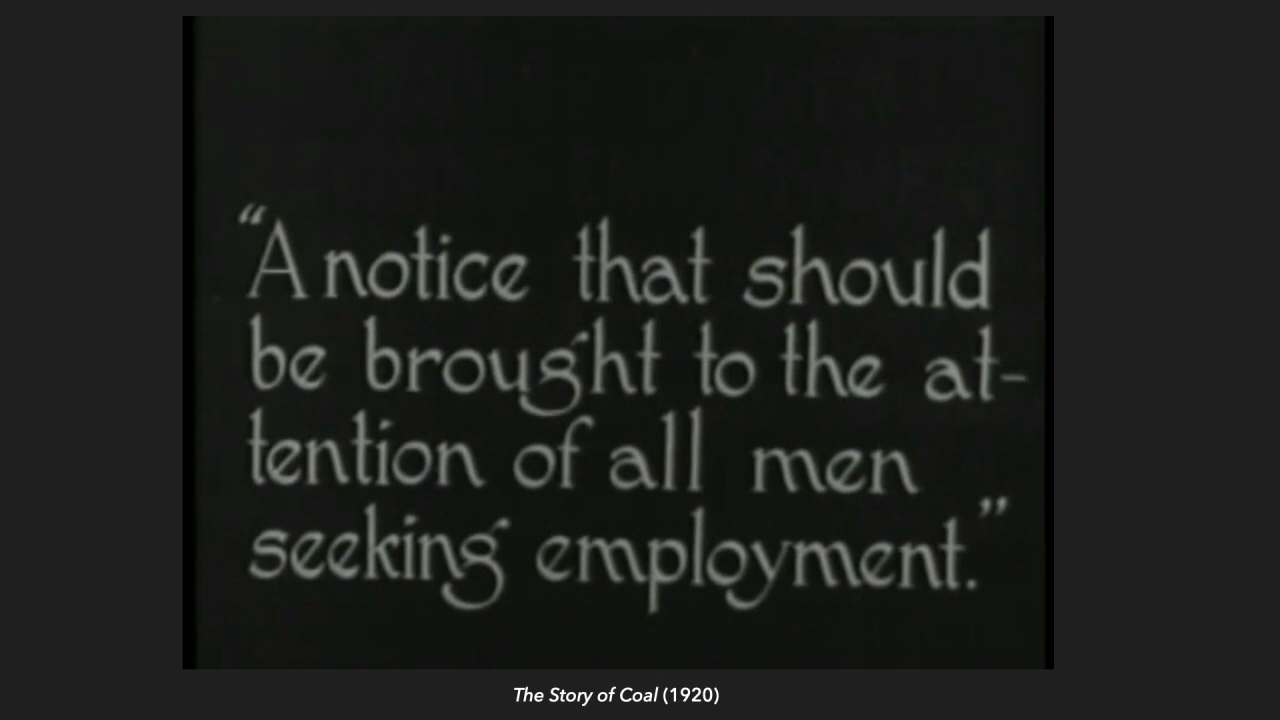 “A notice that should
be brought to the at-
tention of all men
seeking employment.”
The Story of Coal (1920)